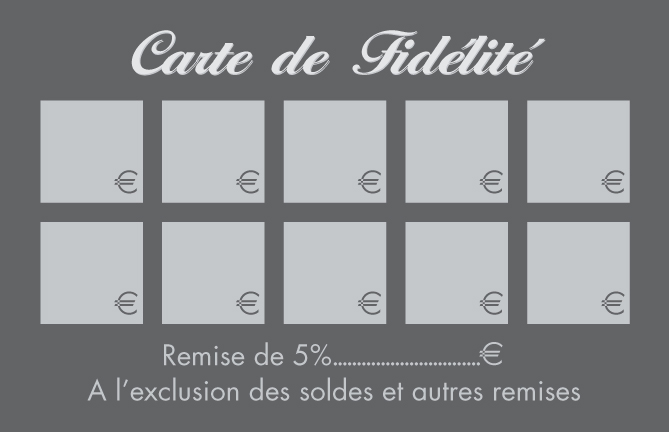 Carte de Fidélité
€ € € € €
€ € € € €
Remise de 5%...............................€
A l’exclusion des soldes et autres remises